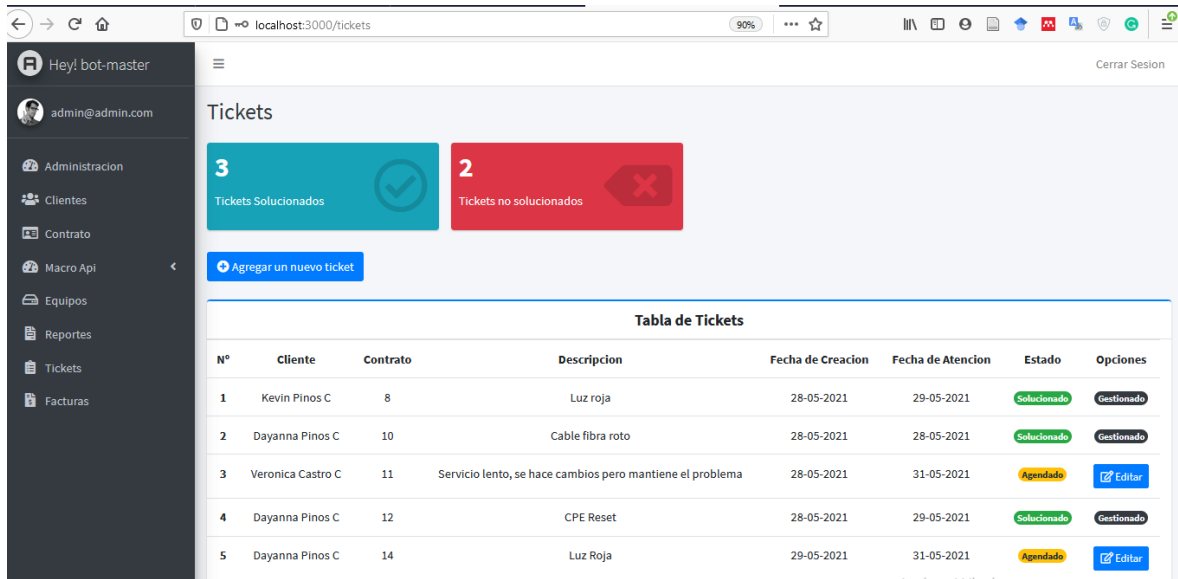 localhost:3000/tickets
90%
Hey! bot-master
Cerrar Sesion
admin@admin.com
Administracion
Clientes
Contrato
Macro Api
Equipos
Reportes
Tickets
Facturas
Tickets
3
Tickets Solucionados
2
Tickets no solucionados
Agregar un nuevo ticket
Tabla de Tickets
N° Cliente Contrato Descripcion Fecha de Creacion Fecha de Atencion Estado Opciones
1 Kevin Pinos C 8 Luz roja 28-05-2021 29-05-2021 Solucionado Gestionado
2 Dayanna Pinos C 10 Cable fibra roto 28-05-2021 28-05-2021 Solucionado Gestionado
3 Veronica Castro C 11 Servicio lento, se hace cambios pero mantiene el problema 28-05-2021 31-05-2021 Agendado Editar
4 Dayanna Pinos C 12 CPE Reset 28-05-2021 29-05-2021 Solucionado Gestionado
5 Dayanna Pinos C 14 Luz Roja 29-05-2021 31-05-2021 Agendado Editar